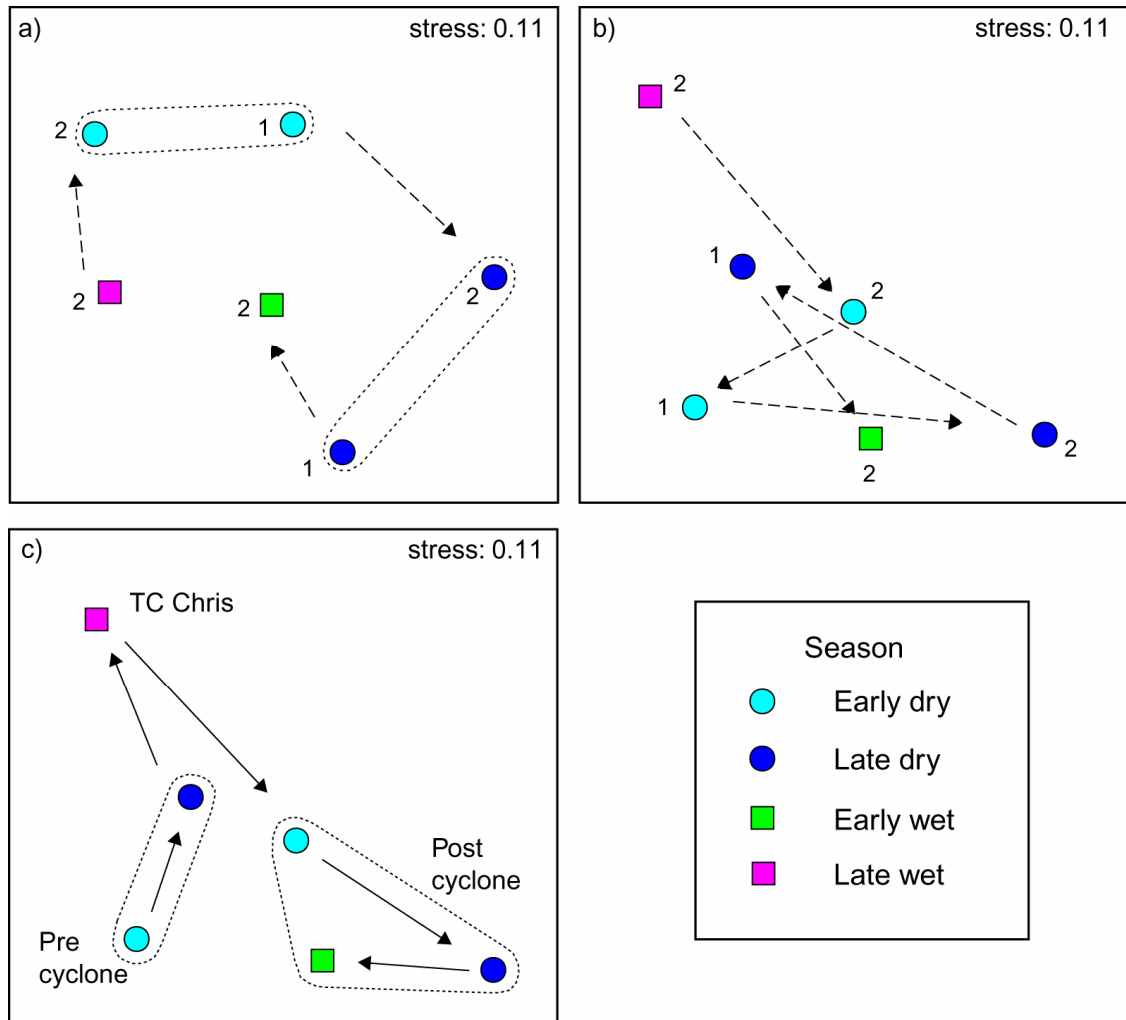 a)
stress: 0.11
2
1
2
2
2
1
b)
stress: 0.11
2
1
2
1
2
2
c)
stress: 0.11
TC Chris
Post
cyclone
Pre
cyclone
Season
Early dry
Late dry
Early wet
Late wet